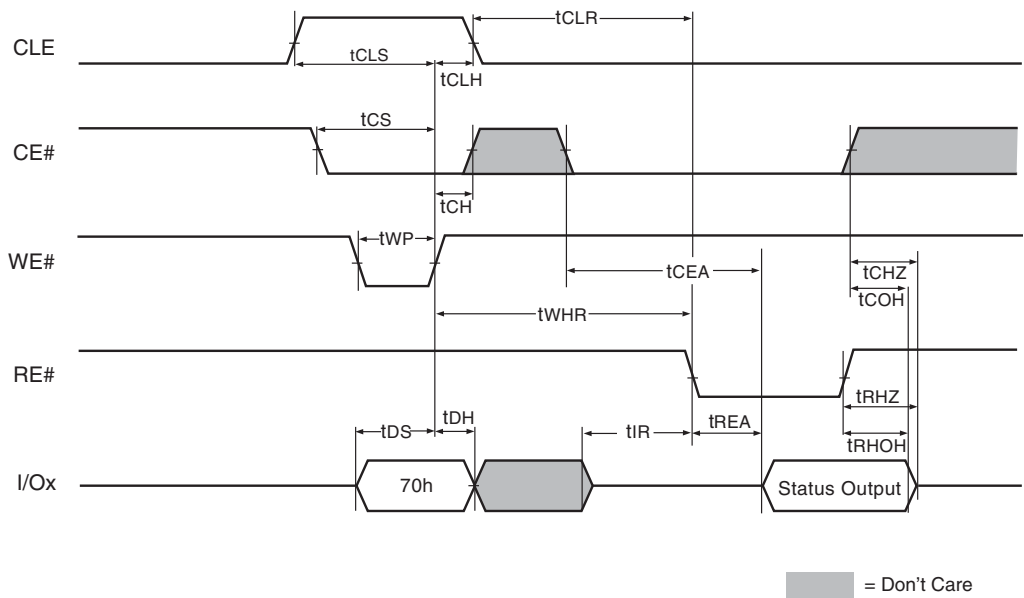 CLE
tCLR
tCLS
tCLH
CE#
tCS
tCH
WE#
tWP
tCEA
tCHZ
tCOH
tWHR
RE#
tRHZ
tDS
tDH
tIR
tREA
tRHOH
I/Ox
70h
Status Output
= Don't Care